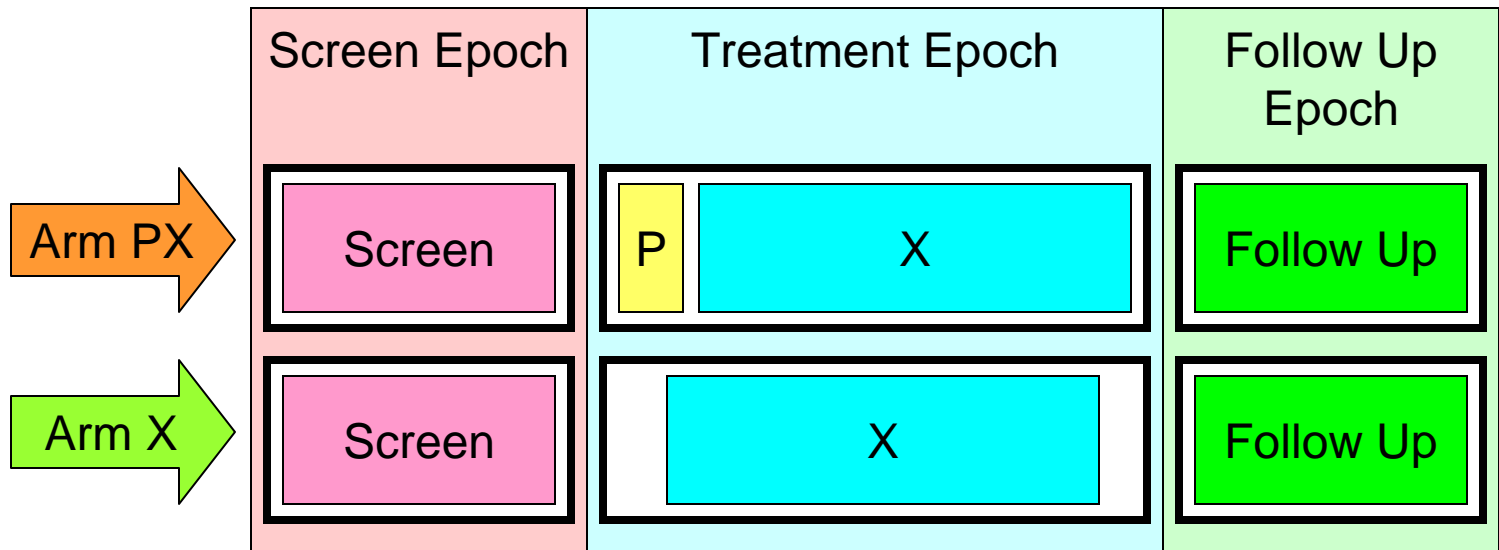 Screen Epoch
Treatment Epoch
Follow Up
Epoch
Arm PX
Screen
P
X
Follow Up
Arm X
Screen
X
Follow Up